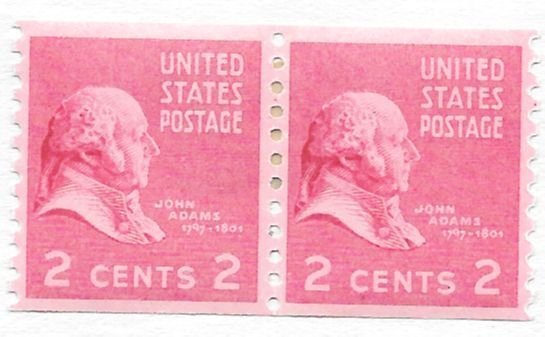 UNITED
STATES
POSTAGE
JOHN
ADAMS
1797-1801
2 CENTS 2
UNITED
STATES
POSTAGE
JOHN
ADAMS
1797-1801
2 CENTS 2